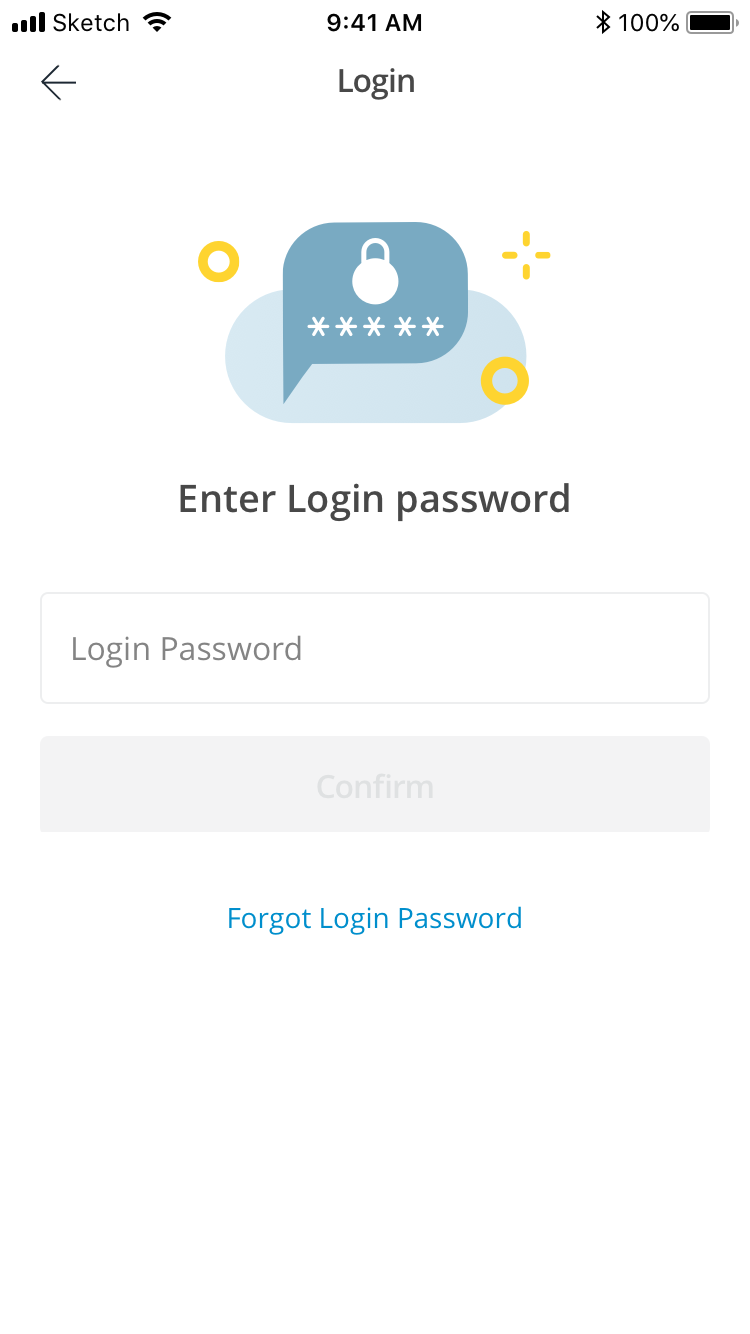 Sketch 9:41 AM 100%
Login
*****
Enter Login password
Login Password
Confirm
Forgot Login Password